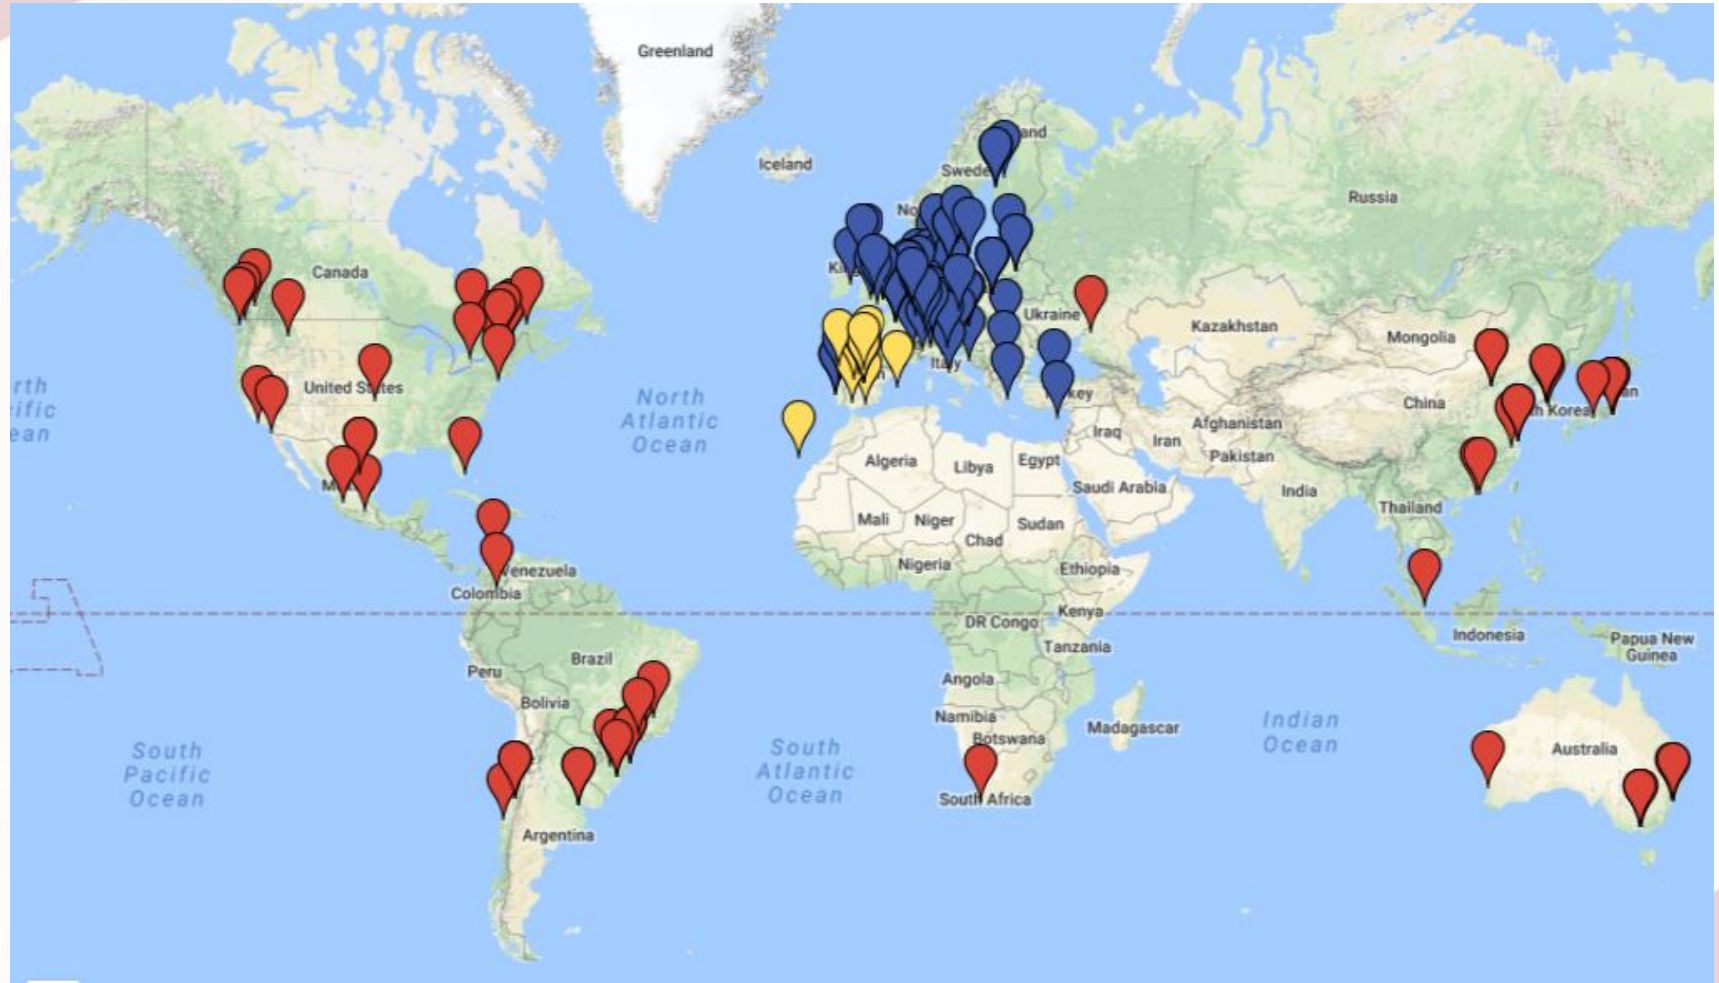 Greenland
Iceland
Russia
Canada
Ukraine
Kazakhstan
Mongolia
United States
North
Atlantic
Ocean
China
Afghanistan
Iraq
Iran
Pakistan
Algeria
Libya
Egypt
Saudi Arabia
India
Thailand
Mali
Niger
Chad
Sudan
Nigeria
Ethiopia
Venezuela
Colombia
DR Congo
Kenya
Tanzania
Indonesia
Papua New
Guinea
Brazil
Peru
Bolivia
Angola
Namibia
Botswana
Madagascar
Indian
Ocean
Australia
South
Pacific
Ocean
South
Atlantic
Ocean
South Africa
Argentina